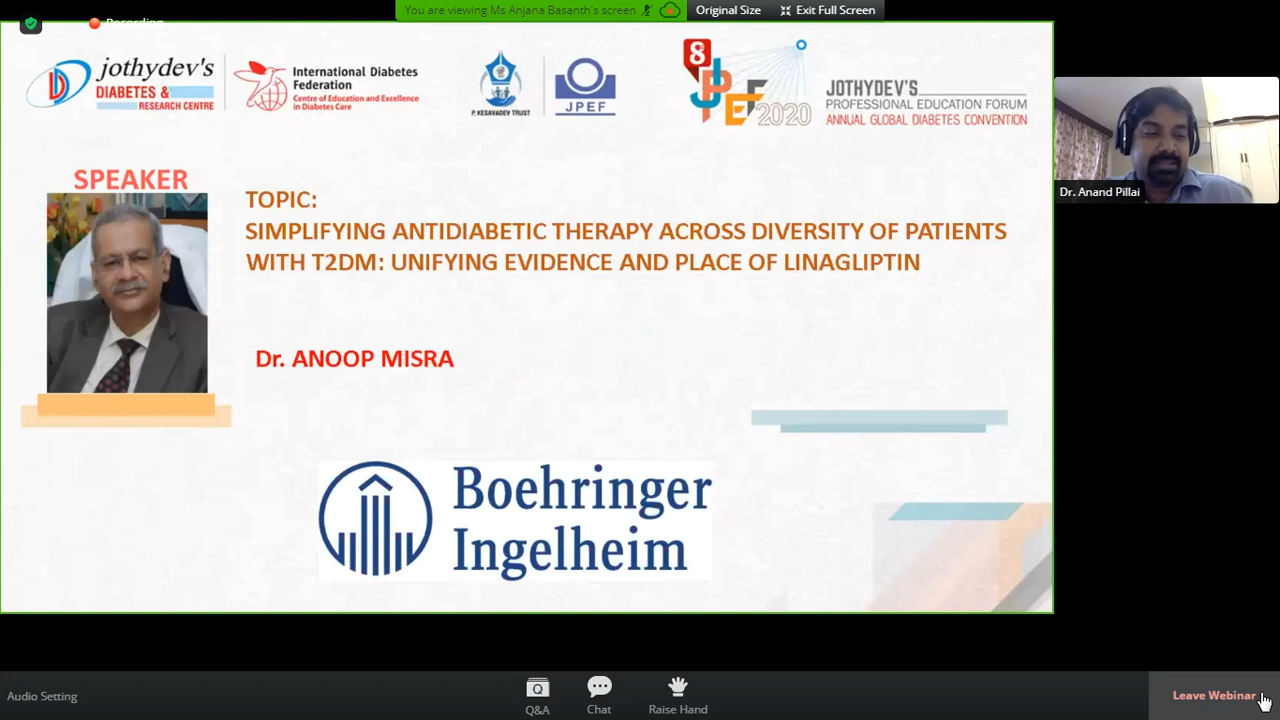 You are viewing Ms Anjana Basanth's screen
Original Size
Exit Full Screen
Recording
jothydev's
DIABETES &
RESEARCH CENTRE
International Diabetes
Federation
Centre of Education and Excellence
in Diabetes Care
P. KESAVADEV TRUST
JPEF
8
JPEF
2020
JOTHYDEV'S
PROFESSIONAL EDUCATION FORUM
ANNUAL GLOBAL DIABETES CONVENTION
Dr. Anand Pillai
SPEAKER
TOPIC:
SIMPLIFYING ANTIDIABETIC THERAPY ACROSS DIVERSITY OF PATIENTS
WITH T2DM: UNIFYING EVIDENCE AND PLACE OF LINAGLIPTIN
Dr. ANOOP MISRA
Boehringer
Ingelheim
Audio Setting
Q
Q&A
Chat
Raise Hand
Leave Webinar